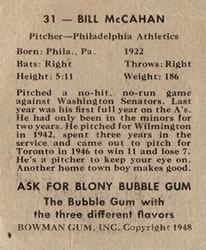 31 — BILL McCAHAN
Pitcher—Philadelphia Athletics
Born: Phila., Pa. 1922
Bats: Right Throws: Right
Height: 5:11 Weight: 186
Pitched a no-hit, no-run game
against Washington Senators. Last
year was his first full year on the A's.
He had only been in the minors for
two years. He pitched for Wilmington
in 1942, spent three years in the
service and came out to pitch for
Toronto in 1946 to win 11 and lose 7.
He's a pitcher to keep your eye on.
Another home town boy makes good.
ASK FOR BLONY BUBBLE GUM
The Bubble Gum with
the three different flavors
BOWMAN GUM, INC. Copyright 1948